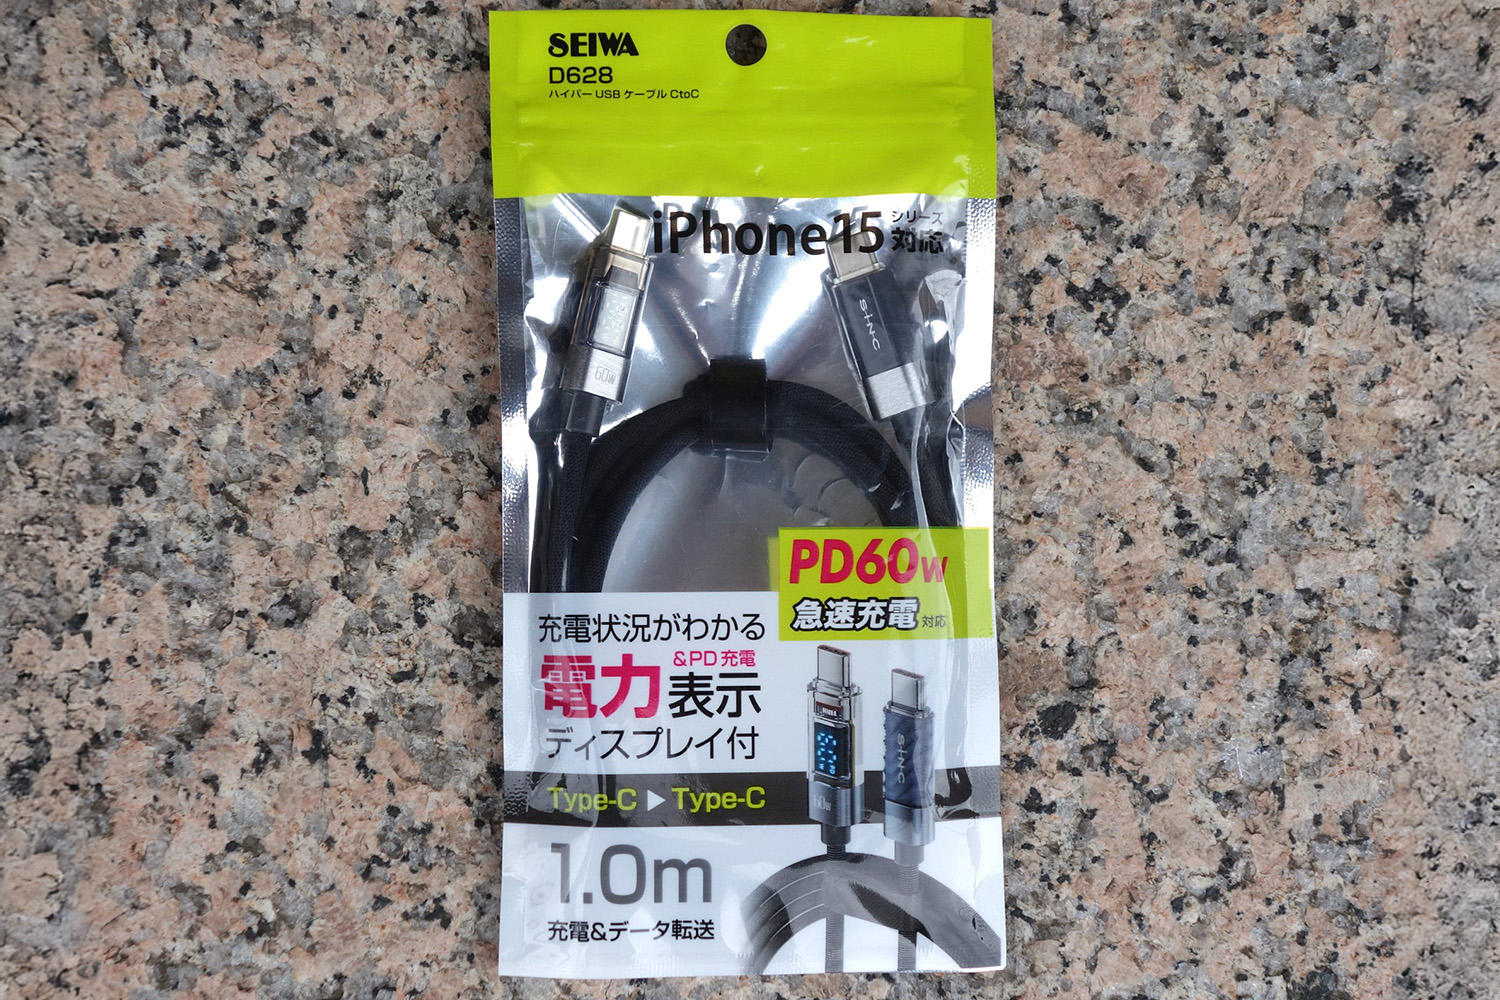 SEIWA
D628
ハイパー USB ケーブル CtoC
iPhone15 シリーズ対応
SiNC
60w
PD60W
急速充電 対応
充電状況がわかる
&PD充電
電力表示
ディスプレイ付
SiNC
60w
Type-C ▶ Type-C
1.0m
充電&データ転送